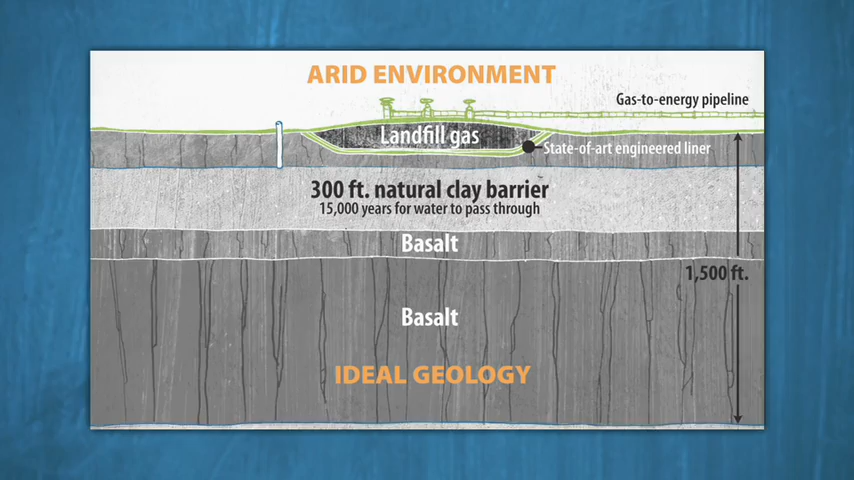 ARID ENVIRONMENT
Gas-to-energy pipeline
Landfill gas
State-of-art engineered liner
300 ft. natural clay barrier
15,000 years for water to pass through
Basalt
1,500 ft.
Basalt
IDEAL GEOLOGY